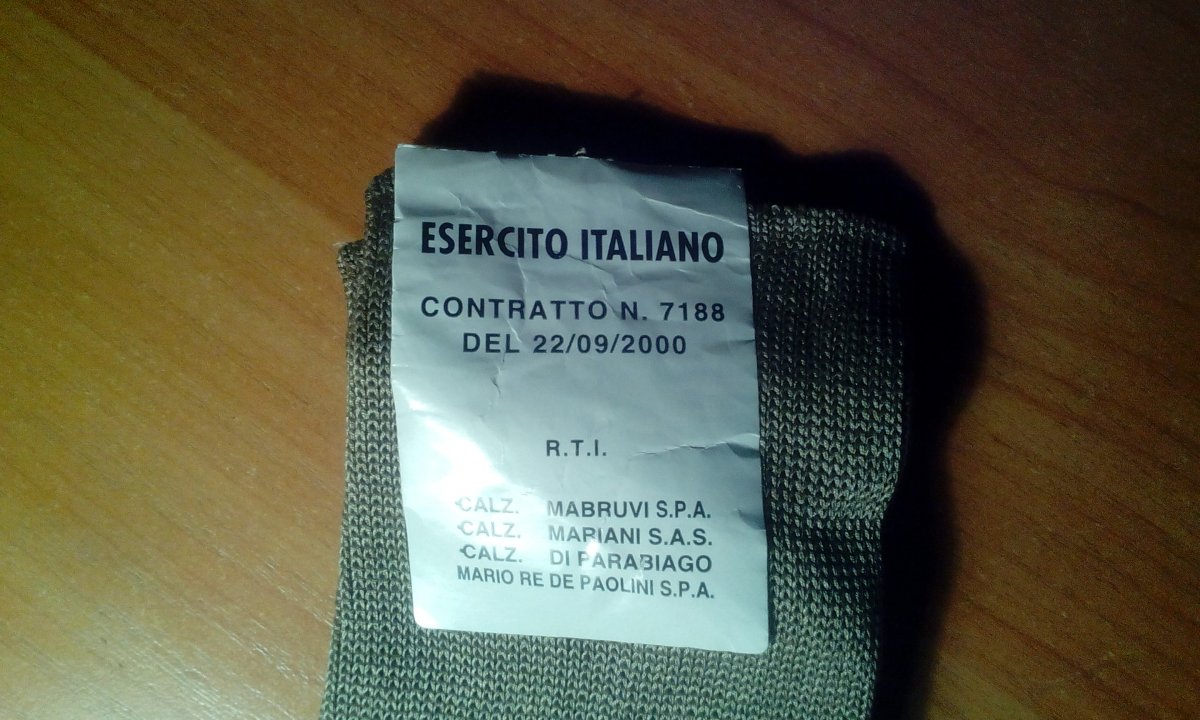 ESERCITO ITALIANO
CONTRATTO N. 7188
DEL 22/09/2000
R.T.I.
CALZ. MABRUVI S.P.A.
CALZ. MARIANI S.A.S.
CALZ. DI PARABIAGO
MARIO RE DE PAOLINI S.P.A.